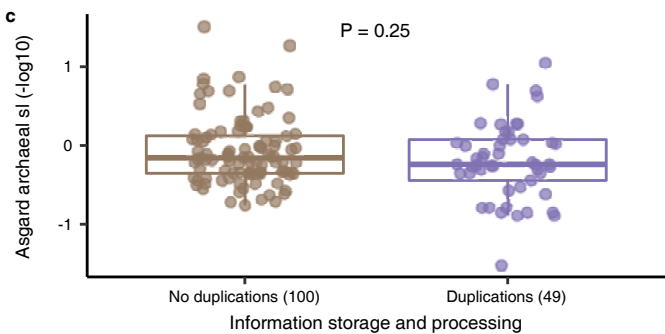 c
P = 0.25
Asgard archaeal sl (-log10)
1
0
-1
No duplications (100)
Duplications (49)
Information storage and processing